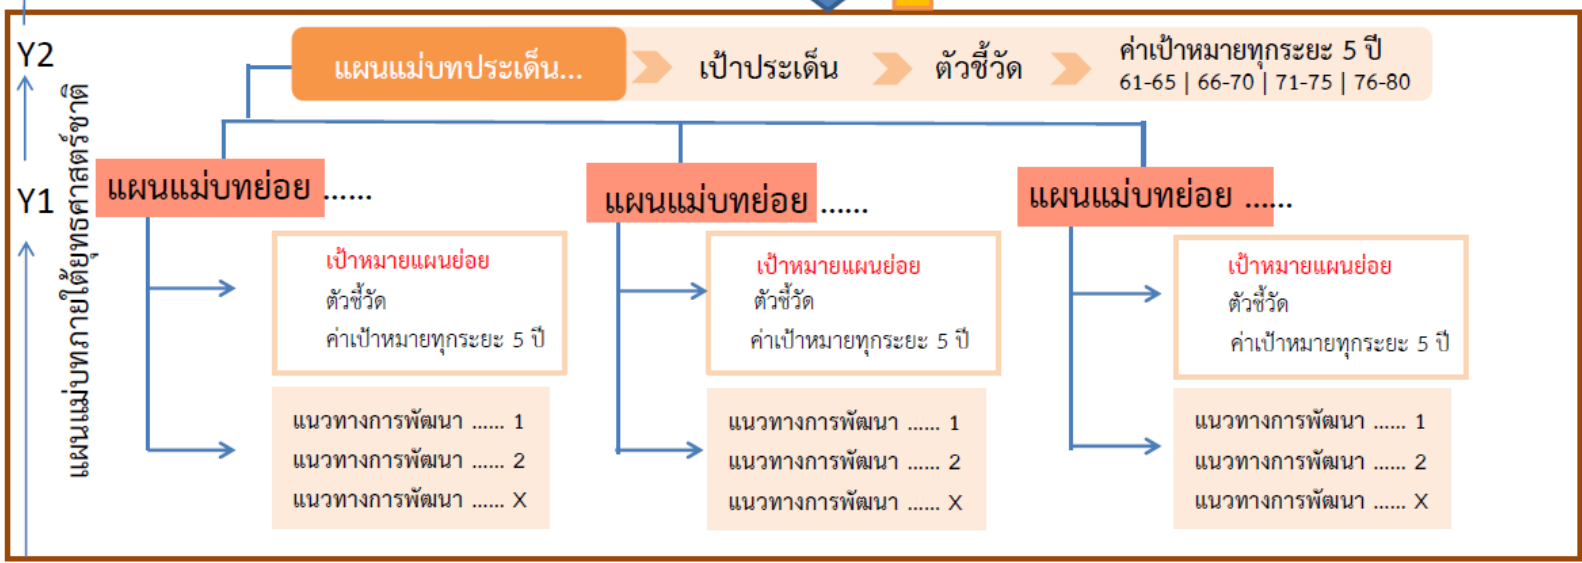 Y2
แผนแม่บทประเด็น...
เป้าประเด็น
ตัวชี้วัด
ค่าเป้าหมายทุกระยะ 5 ปี
61-65 | 66-70 | 71-75 | 76-80
Y1
แผนแม่บทภายใต้ยุทธศาสตร์ชาติ
แผนแม่บทย่อย ......
เป้าหมายแผนย่อย
ตัวชี้วัด
ค่าเป้าหมายทุกระยะ 5 ปี
แนวทางการพัฒนา ...... 1
แนวทางการพัฒนา ...... 2
แนวทางการพัฒนา ...... X
แผนแม่บทย่อย ......
เป้าหมายแผนย่อย
ตัวชี้วัด
ค่าเป้าหมายทุกระยะ 5 ปี
แนวทางการพัฒนา ...... 1
แนวทางการพัฒนา ...... 2
แนวทางการพัฒนา ...... X
แผนแม่บทย่อย ......
เป้าหมายแผนย่อย
ตัวชี้วัด
ค่าเป้าหมายทุกระยะ 5 ปี
แนวทางการพัฒนา ...... 1
แนวทางการพัฒนา ...... 2
แนวทางการพัฒนา ...... X